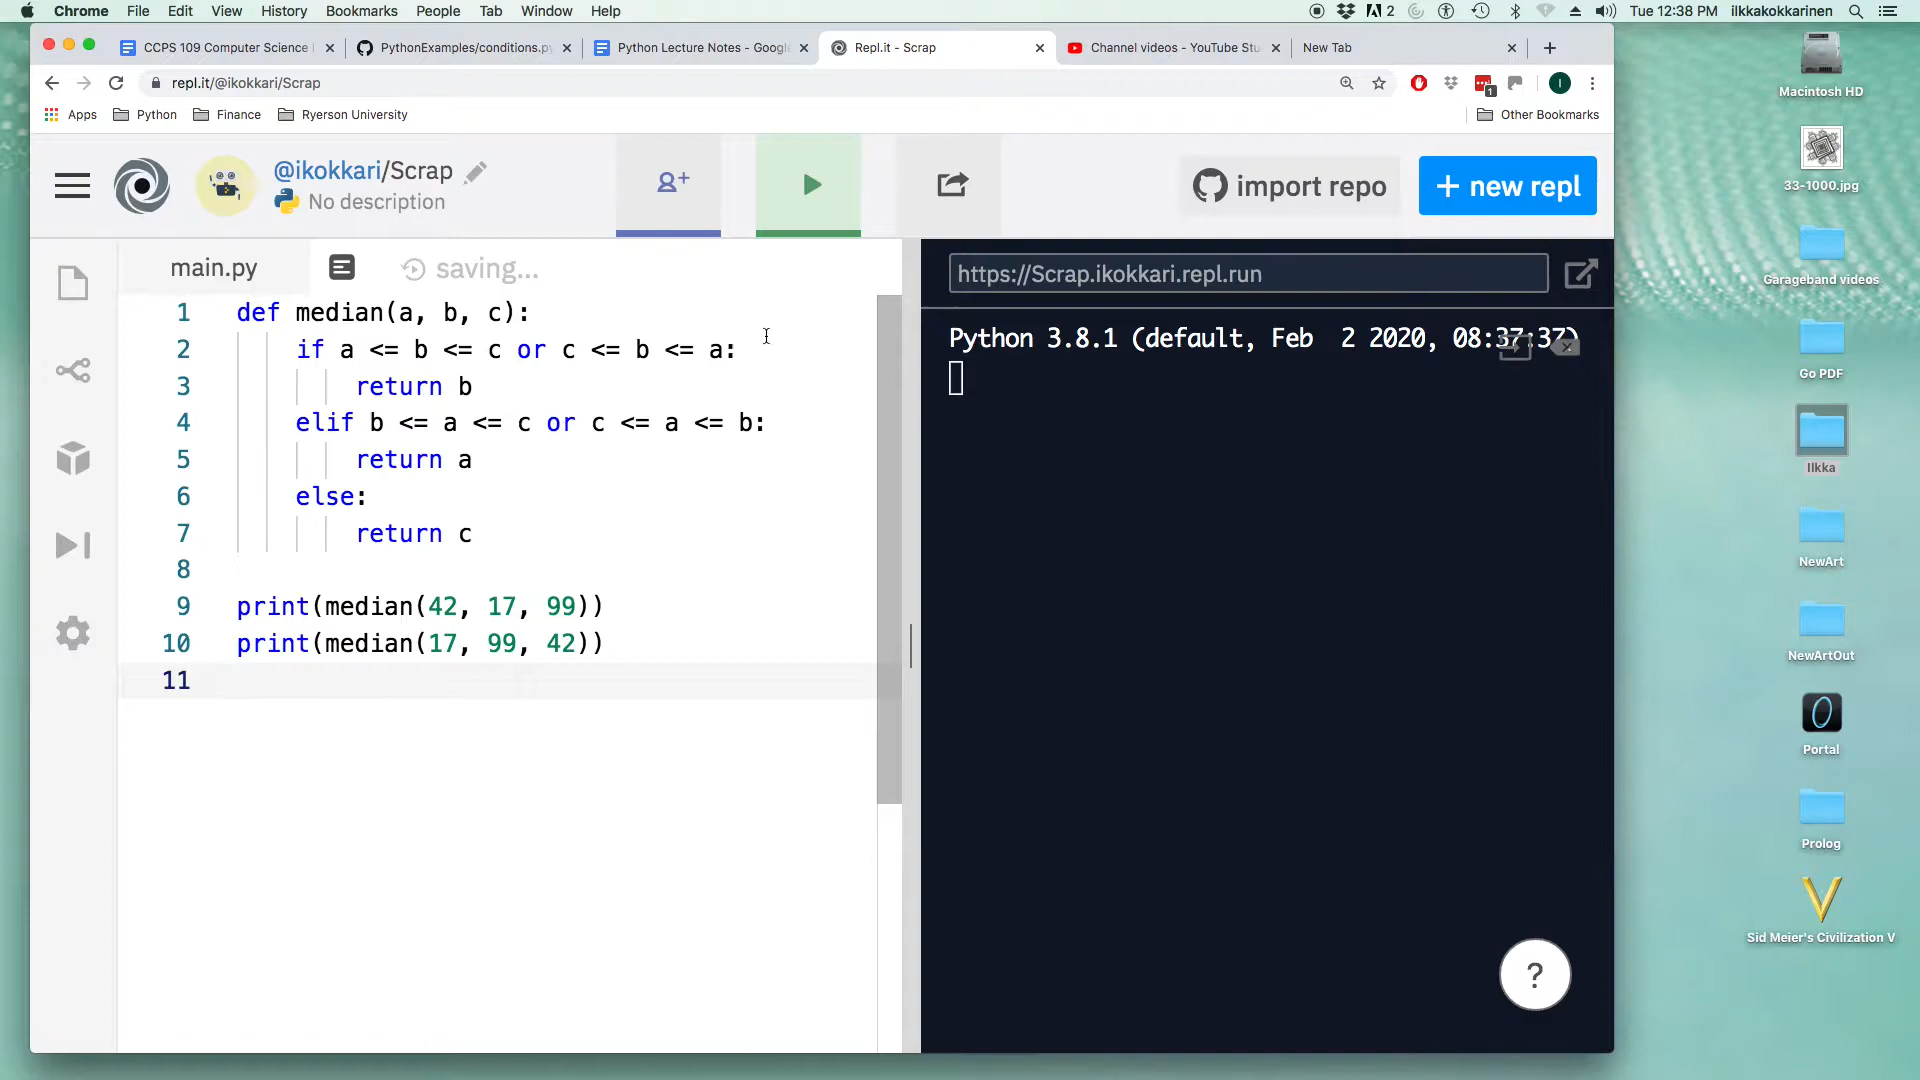 Chrome File Edit View History Bookmarks People Tab Window Help 2 Tue 12:38 PM ilkkakokkarinen
CCPS 109 Computer Science PythonExamples/conditions.py Python Lecture Notes - Google Repl.it - Scrap Channel videos - YouTube Stu New Tab
repl.it/@ikokkari/Scrap 1 I
Apps Python Finance Ryerson University Other Bookmarks
@ikokkari/Scrap import repo + new repl
No description
main.py saving...
https://Scrap.ikokkari.repl.run
1 def median(a, b, c):
2 if a <= b <= c or c <= b <= a:
3 return b
4 elif b <= a <= c or c <= a <= b:
5 return a
6 else:
7 return c
8
9 print(median(42, 17, 99))
10 print(median(17, 99, 42))
11
Python 3.8.1 (default, Feb 2 2020, 08:37:37)
?
Macintosh HD
33-1000.jpg
Garageband videos
Go PDF
Ilkka
NewArt
NewArtOut
Portal
Prolog
Sid Meier's Civilization V